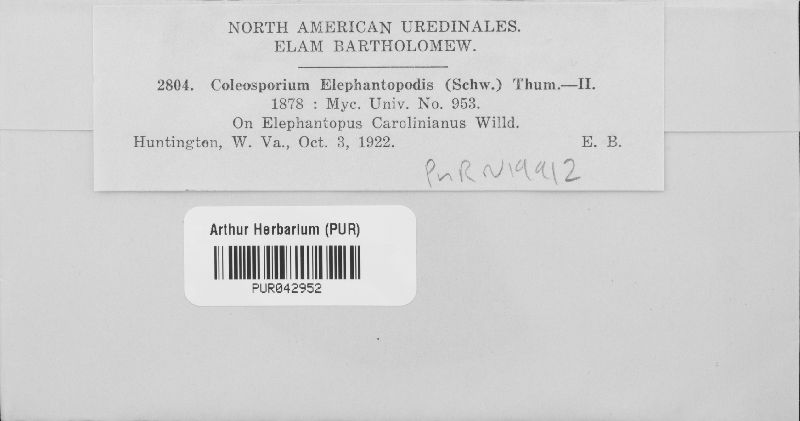 NORTH AMERICAN UREDINALES.
ELAM BARTHOLOMEW.
2804. Coleosporium Elephantopodis (Schw.) Thum.—II.
1878 : Myc. Univ. No. 953.
On Elephantopus Carolinianus Willd.
Huntington, W. Va., Oct. 3, 1922. E. B.
PUR N19912
Arthur Herbarium (PUR)
PUR042952